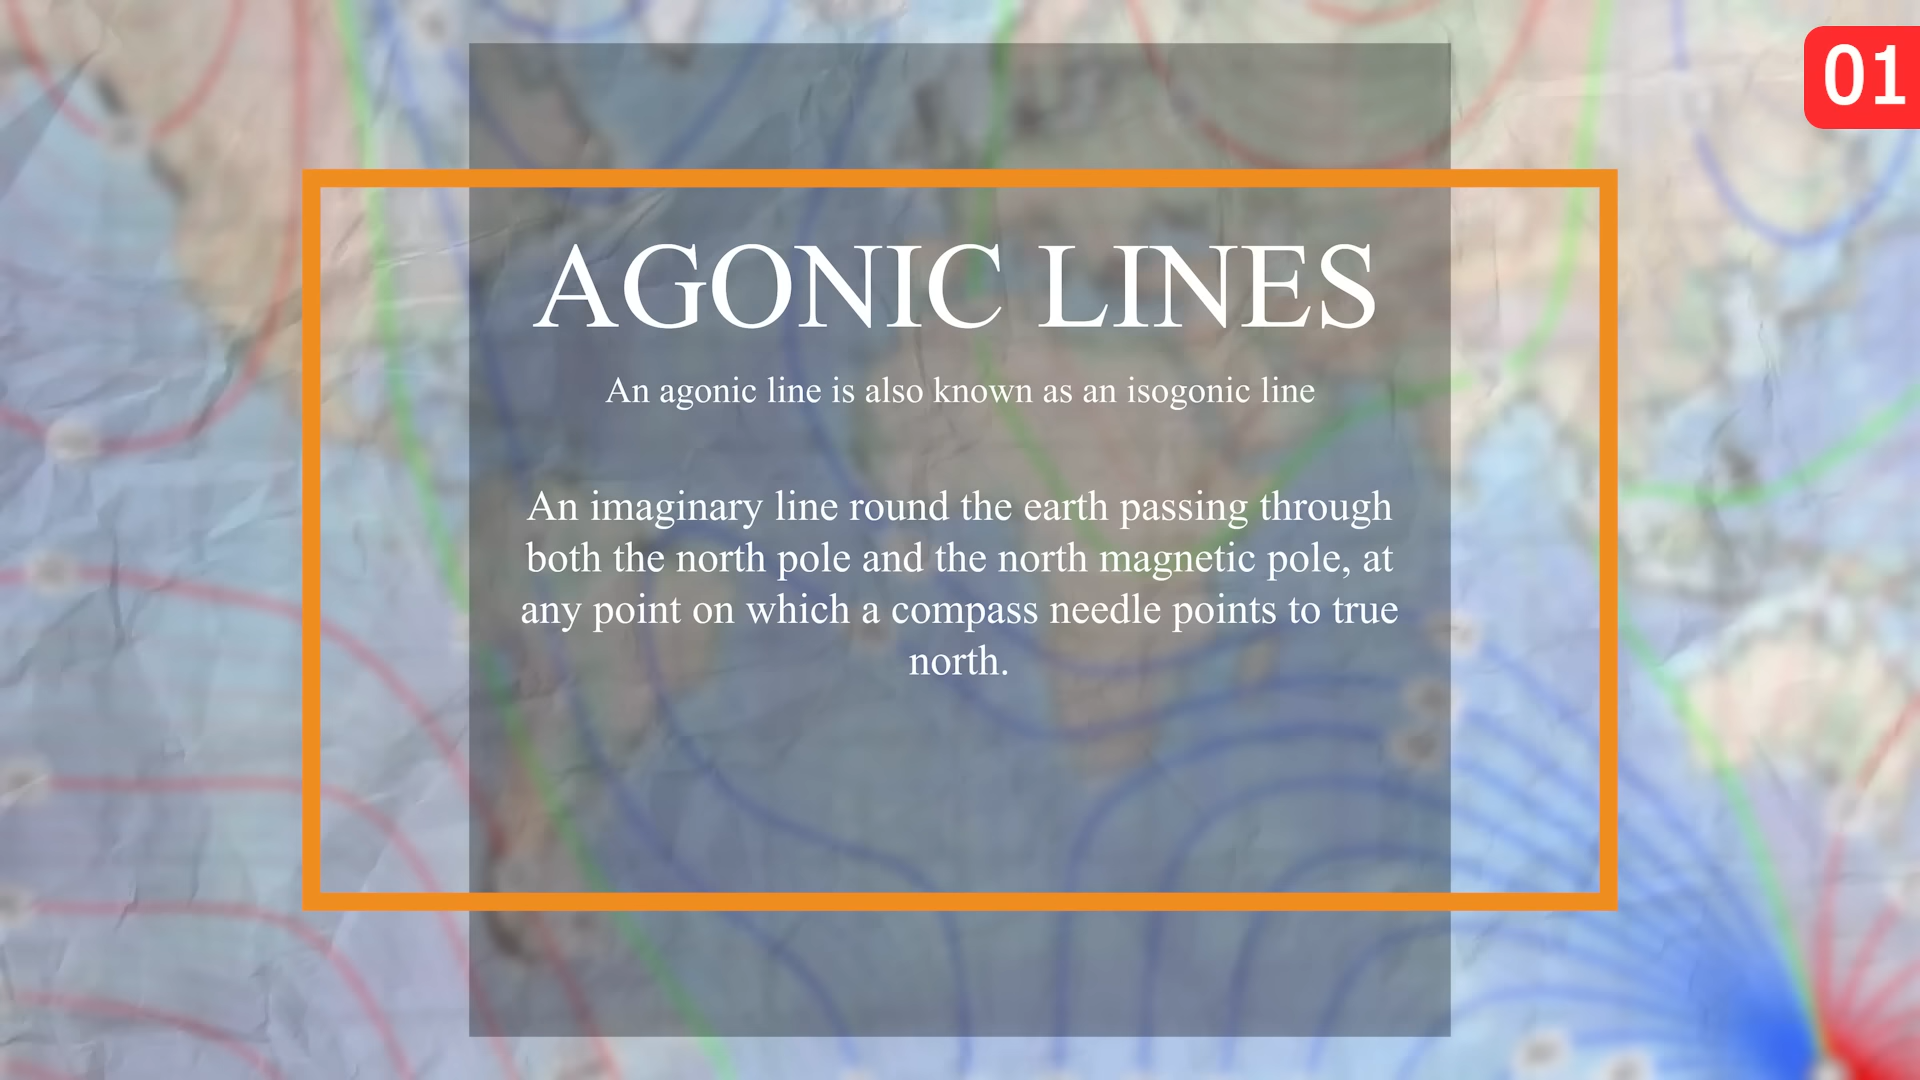 01
AGONIC LINES
An agonic line is also known as an isogonic line
An imaginary line round the earth passing through
both the north pole and the north magnetic pole, at
any point on which a compass needle points to true
north.